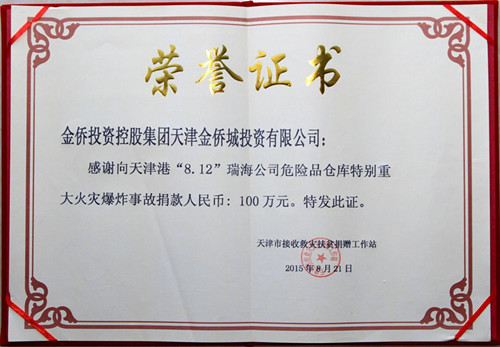 荣誉证书
金侨投资控股集团天津金侨城投资有限公司：
感谢向天津港“8.12”瑞海公司危险品仓库特别重
大火灾爆炸事故捐款人民币：100万元。特发此证。
天津市接收救灾扶贫捐赠工作站
2015年8月21日